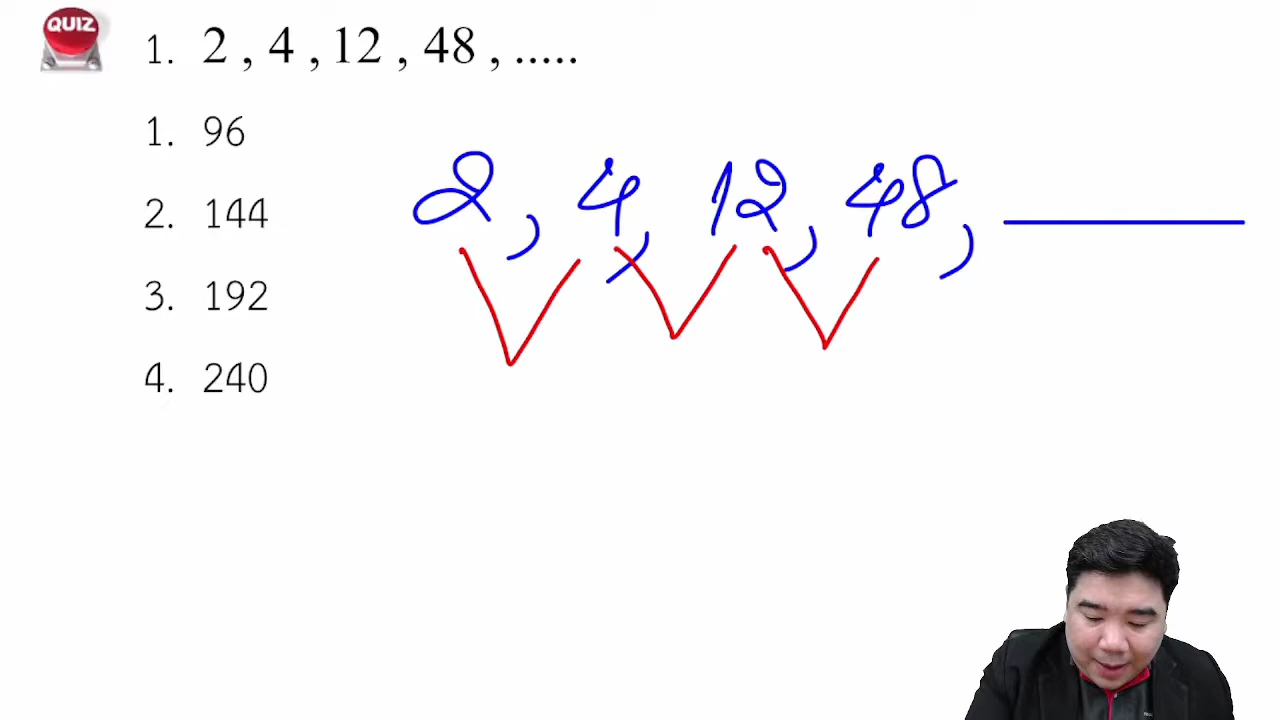 QUIZ
1. 2 , 4 , 12 , 48 , .....
1. 96
2. 144
3. 192
4. 240
2, 4, 12, 48,